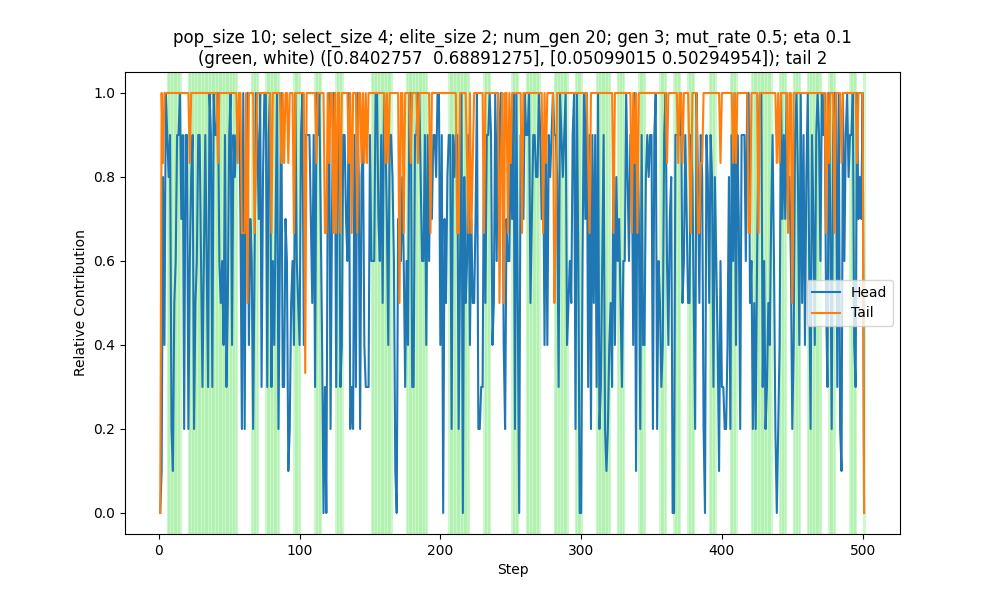 pop_size 10; select_size 4; elite_size 2; num_gen 20; gen 3; mut_rate 0.5; eta 0.1
(green, white) ([0.8402757  0.68891275], [0.05099015 0.50294954]); tail 2
1.0
0.8
0.6
0.4
0.2
0.0
Relative Contribution
Head
Tail
0
100
200
300
400
500
Step